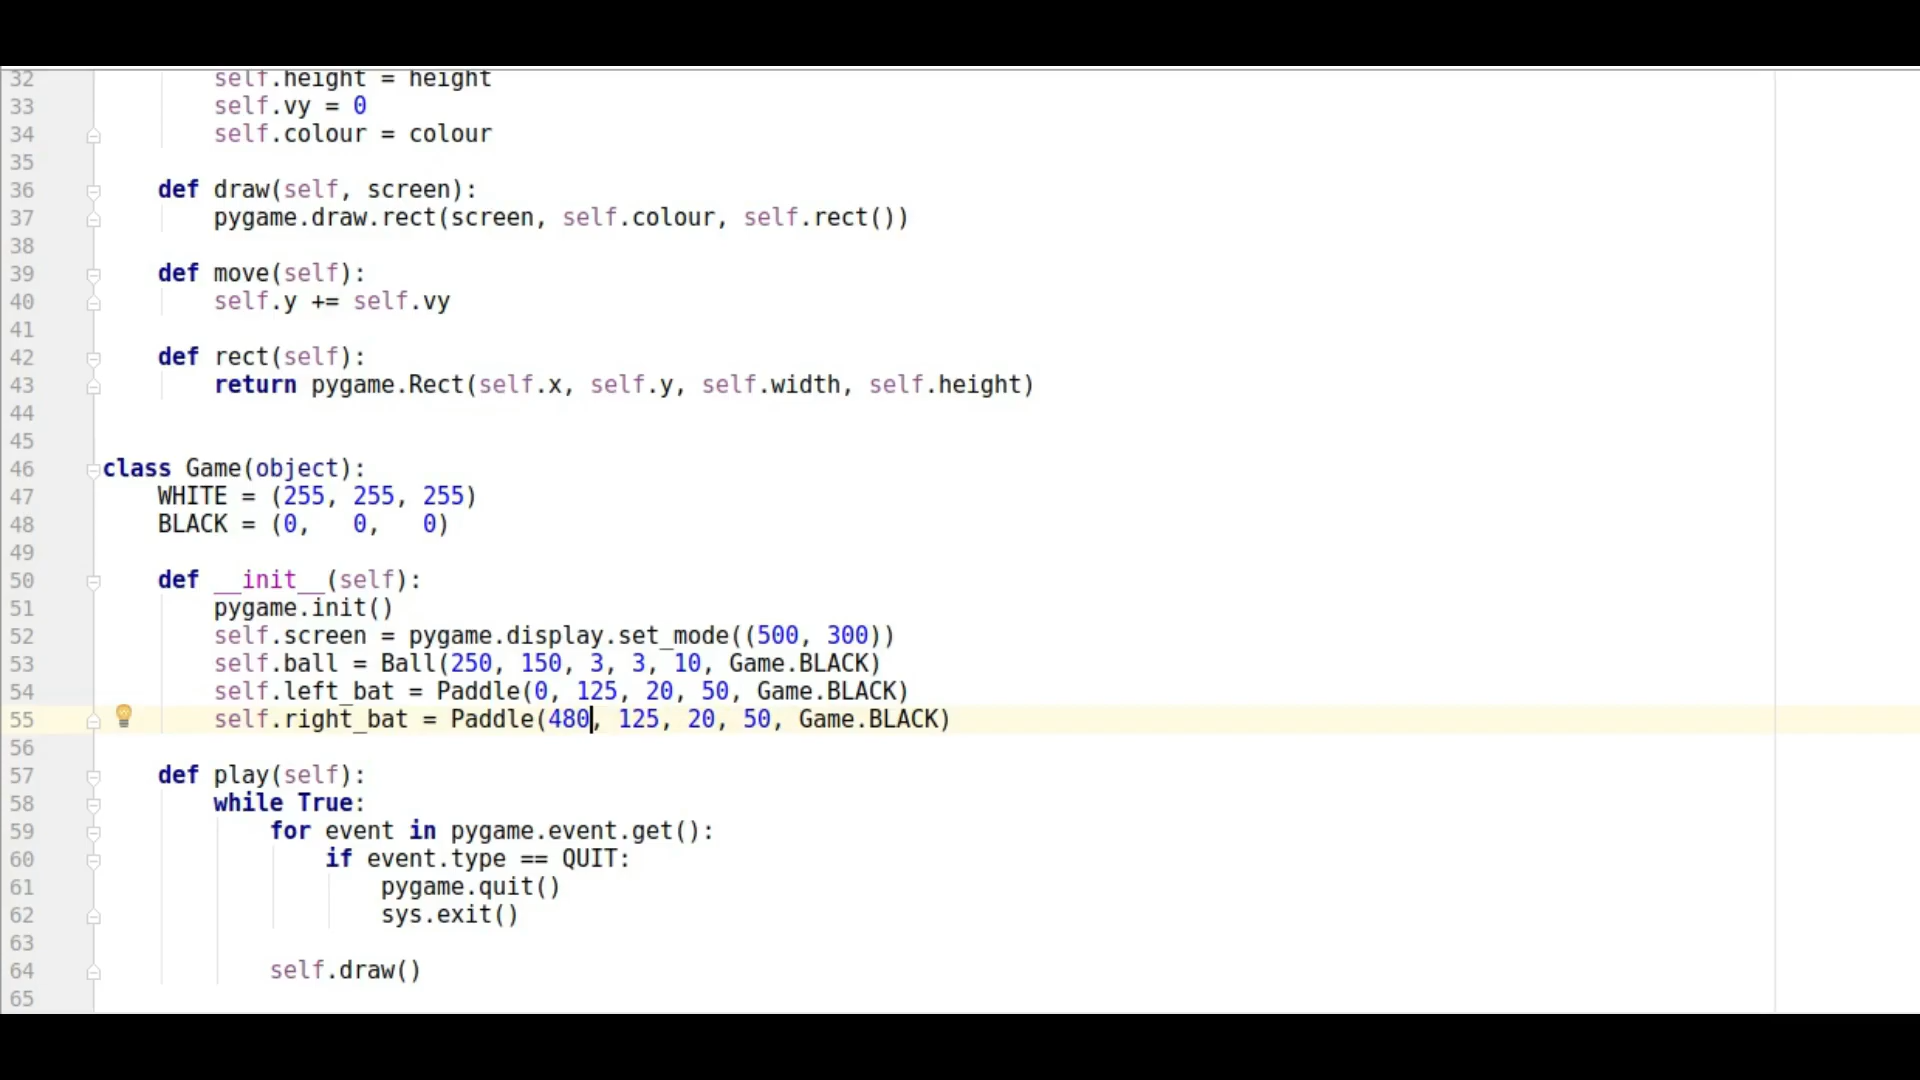 32 self.height = height
33 self.vy = 0
34 self.colour = colour
35
36 def draw(self, screen):
37 pygame.draw.rect(screen, self.colour, self.rect())
38
39 def move(self):
40 self.y += self.vy
41
42 def rect(self):
43 return pygame.Rect(self.x, self.y, self.width, self.height)
44
45
46 class Game(object):
47 WHITE = (255, 255, 255)
48 BLACK = (0,   0,   0)
49
50 def __init__(self):
51 pygame.init()
52 self.screen = pygame.display.set_mode((500, 300))
53 self.ball = Ball(250, 150, 3, 3, 10, Game.BLACK)
54 self.left_bat = Paddle(0, 125, 20, 50, Game.BLACK)
55 self.right_bat = Paddle(480, 125, 20, 50, Game.BLACK)
56
57 def play(self):
58 while True:
59 for event in pygame.event.get():
60 if event.type == QUIT:
61 pygame.quit()
62 sys.exit()
63
64 self.draw()
65